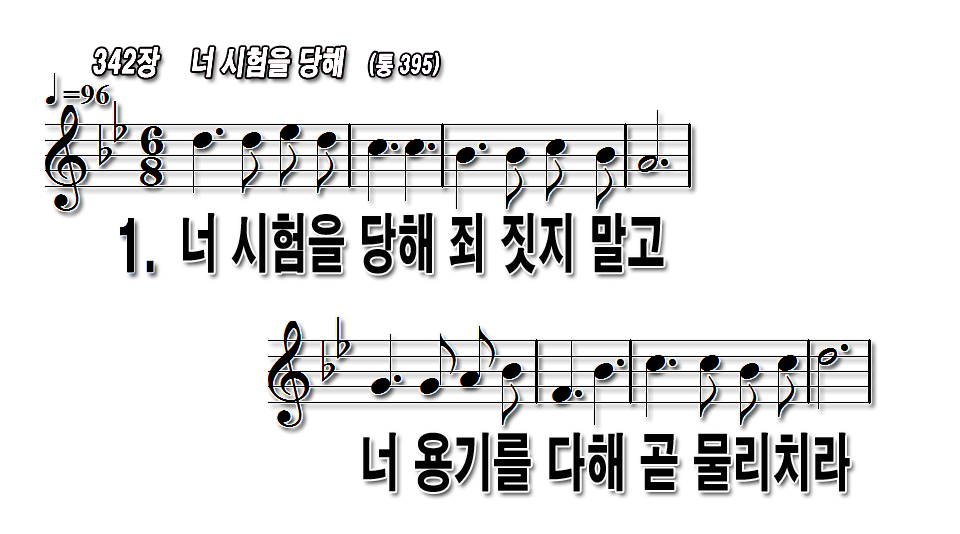 342장 너 시험을 당해 (통 395)
♩=96
6
8
1. 너 시험을 당해 죄 짓지 말고
너 용기를 다해 곧 물리치라